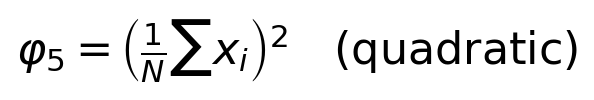 φ₅ = (1/N ∑ xᵢ)² (quadratic)